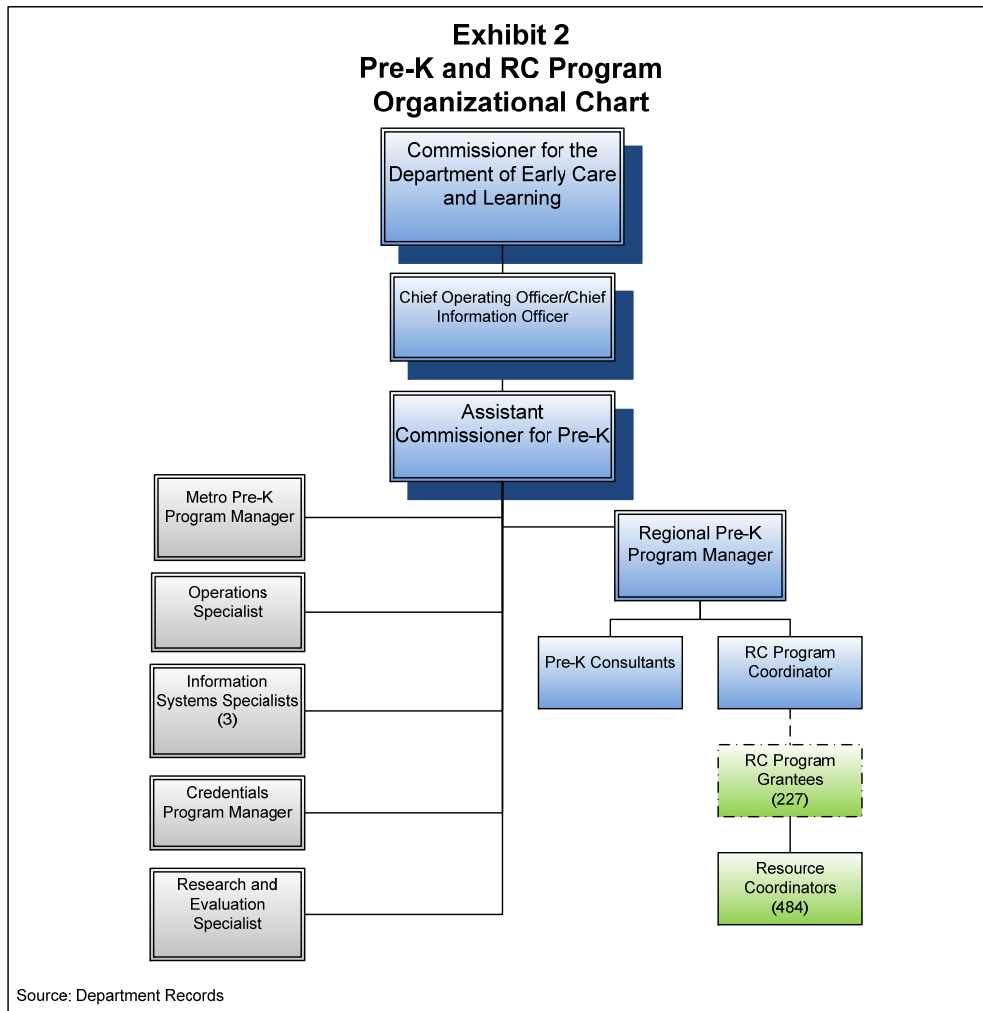 Exhibit 2
Pre-K and RC Program
Organizational Chart
Commissioner for the
Department of Early Care
and Learning
Chief Operating Officer/Chief
Information Officer
Assistant
Commissioner for Pre-K
Metro Pre-K
Program Manager
Operations
Specialist
Information
Systems Specialists
(3)
Credentials
Program Manager
Research and
Evaluation
Specialist
Regional Pre-K
Program Manager
Pre-K Consultants
RC Program
Coordinator
RC Program
Grantees
(227)
Resource
Coordinators
(484)
Source: Department Records